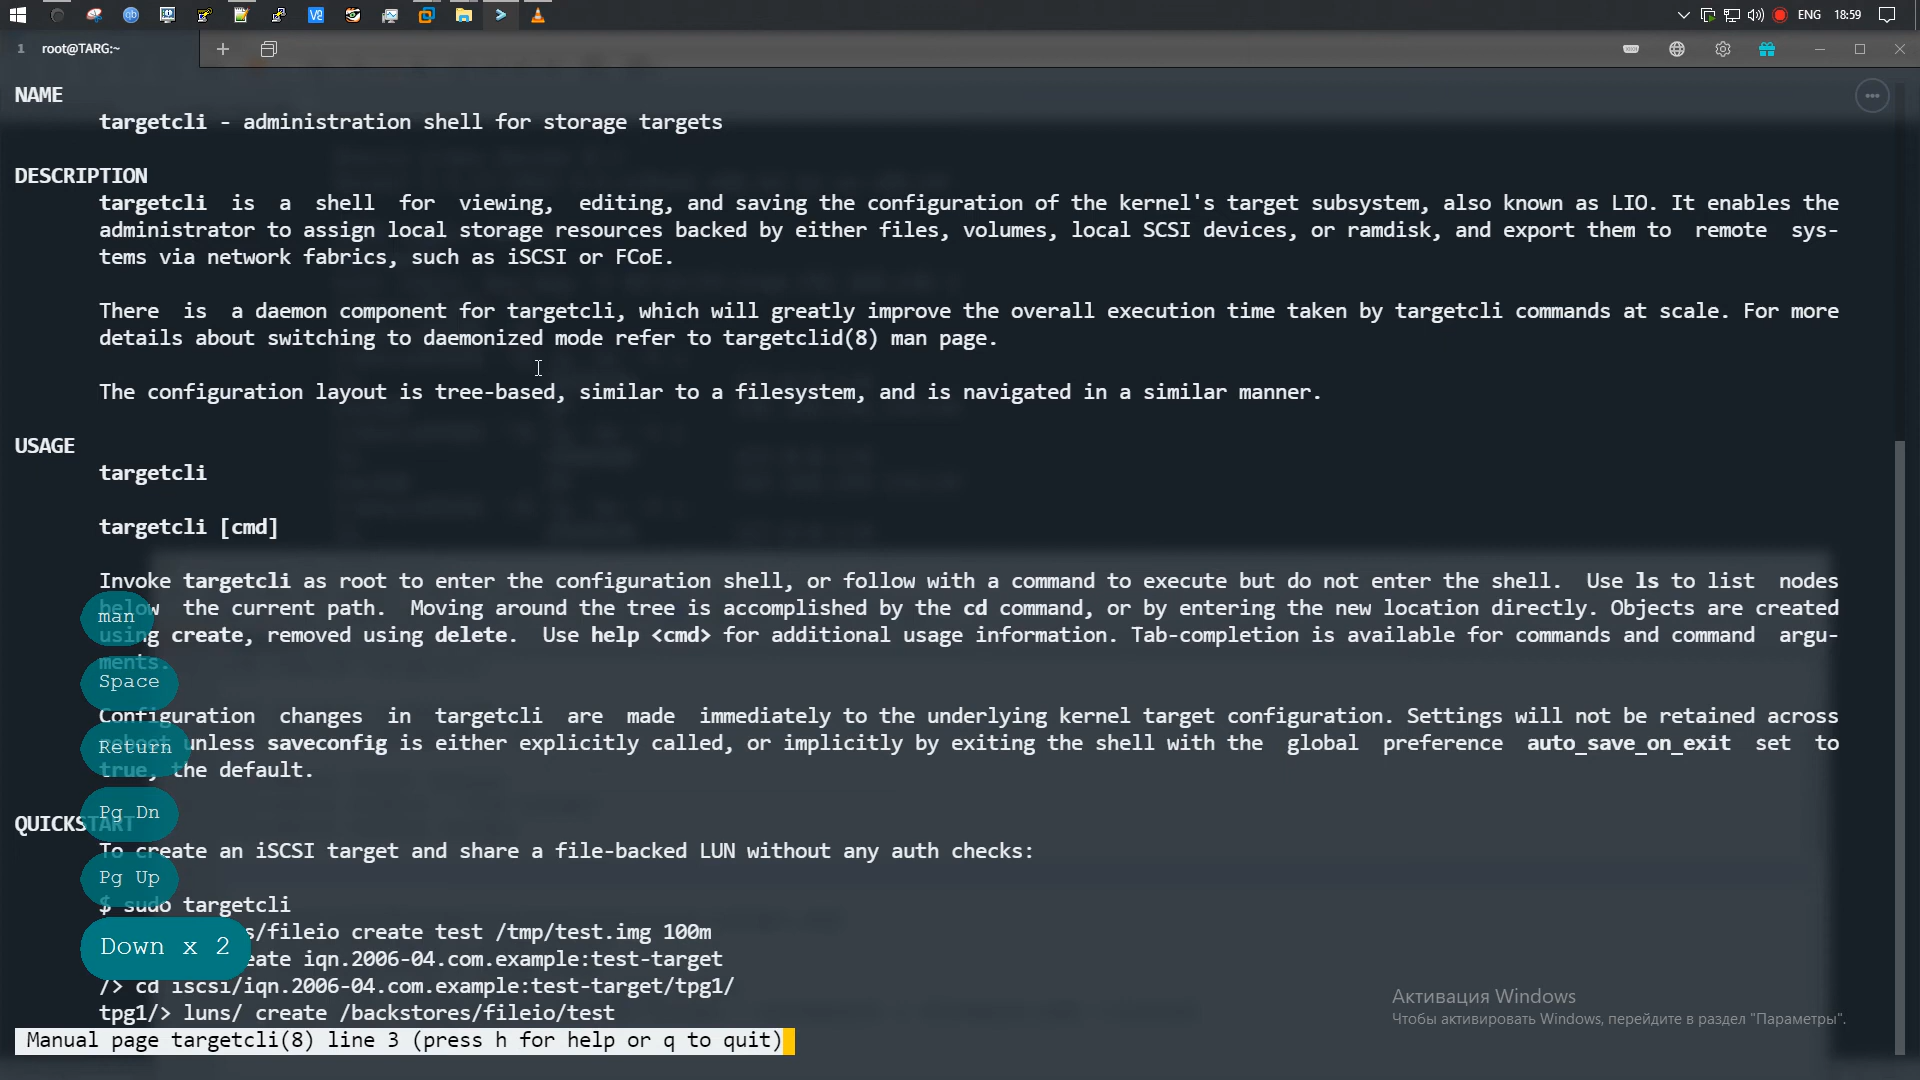 ENG 18:59
1 root@TARG:~
NAME
targetcli - administration shell for storage targets
DESCRIPTION
targetcli is a shell for viewing, editing, and saving the configuration of the kernel's target subsystem, also known as LIO. It enables the
administrator to assign local storage resources backed by either files, volumes, local SCSI devices, or ramdisk, and export them to remote sys-
tems via network fabrics, such as iSCSI or FCoE.
There is a daemon component for targetcli, which will greatly improve the overall execution time taken by targetcli commands at scale. For more
details about switching to daemonized mode refer to targetclid(8) man page.
The configuration layout is tree-based, similar to a filesystem, and is navigated in a similar manner.
USAGE
targetcli
targetcli [cmd]
Invoke targetcli as root to enter the configuration shell, or follow with a command to execute but do not enter the shell. Use ls to list nodes
below the current path. Moving around the tree is accomplished by the cd command, or by entering the new location directly. Objects are created
using create, removed using delete. Use help <cmd> for additional usage information. Tab-completion is available for commands and command argu-
ments.
Configuration changes in targetcli are made immediately to the underlying kernel target configuration. Settings will not be retained across
reboot unless saveconfig is either explicitly called, or implicitly by exiting the shell with the global preference auto_save_on_exit set to
true, the default.
QUICKSTART
To create an iSCSI target and share a file-backed LUN without any auth checks:
$ sudo targetcli
s/fileio create test /tmp/test.img 100m
eate iqn.2006-04.com.example:test-target
/> cd iscsi/iqn.2006-04.com.example:test-target/tpg1/
tpg1/> luns/ create /backstores/fileio/test
Manual page targetcli(8) line 3 (press h for help or q to quit)
man
Space
Return
Pg Dn
Pg Up
Down x 2
Активация Windows
Чтобы активировать Windows, перейдите в раздел "Параметры".